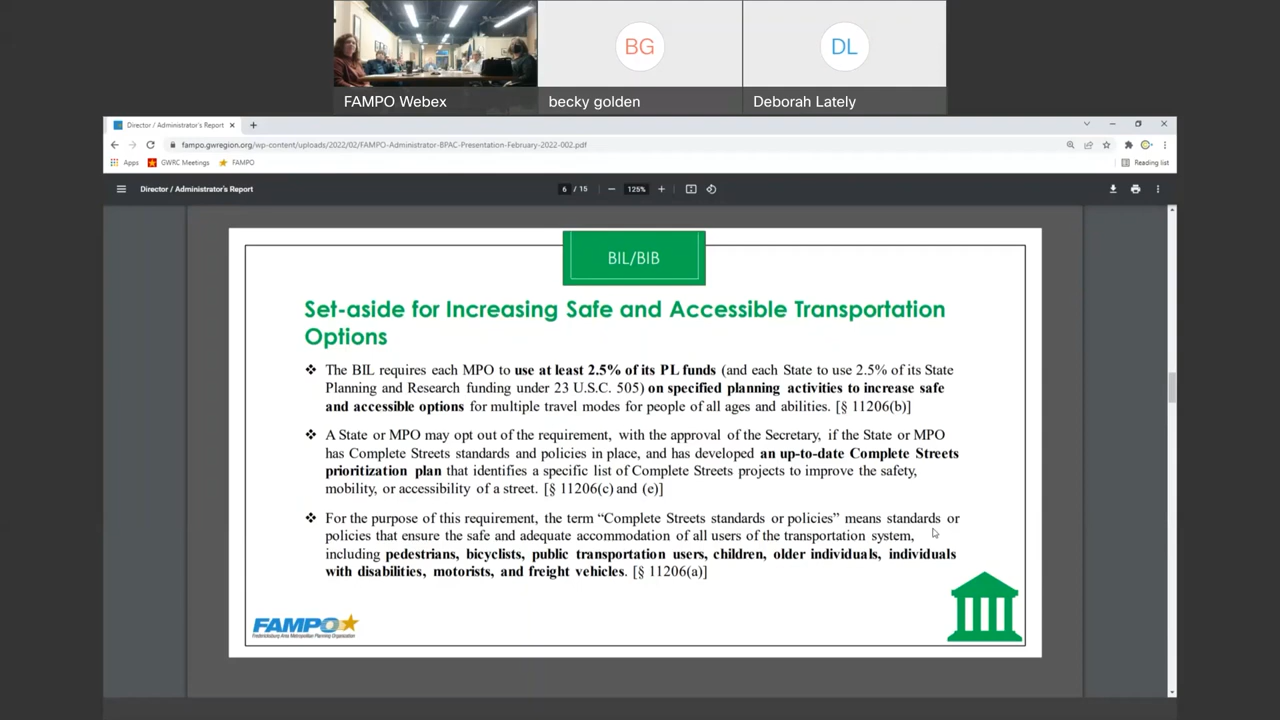 BG
DL
FAMPO Webex
becky golden
Deborah Lately
Director / Administrator's Report
fampo.gwregion.org/wp-content/uploads/2022/02/FAMPO-Administrator-BPAC-Presentation-February-2022-002.pdf
Apps
GWRC Meetings
FAMPO
Reading list
Director / Administrator's Report
6 / 15
125%
BIL/BIB
Set-aside for Increasing Safe and Accessible Transportation
Options
The BIL requires each MPO to use at least 2.5% of its PL funds (and each State to use 2.5% of its State
Planning and Research funding under 23 U.S.C. 505) on specified planning activities to increase safe
and accessible options for multiple travel modes for people of all ages and abilities. [§ 11206(b)]
A State or MPO may opt out of the requirement, with the approval of the Secretary, if the State or MPO
has Complete Streets standards and policies in place, and has developed an up-to-date Complete Streets
prioritization plan that identifies a specific list of Complete Streets projects to improve the safety,
mobility, or accessibility of a street. [§ 11206(c) and (e)]
For the purpose of this requirement, the term “Complete Streets standards or policies” means standards or
policies that ensure the safe and adequate accommodation of all users of the transportation system,
including pedestrians, bicyclists, public transportation users, children, older individuals, individuals
with disabilities, motorists, and freight vehicles. [§ 11206(a)]
FAMPO
Fredericksburg Area Metropolitan Planning Organization